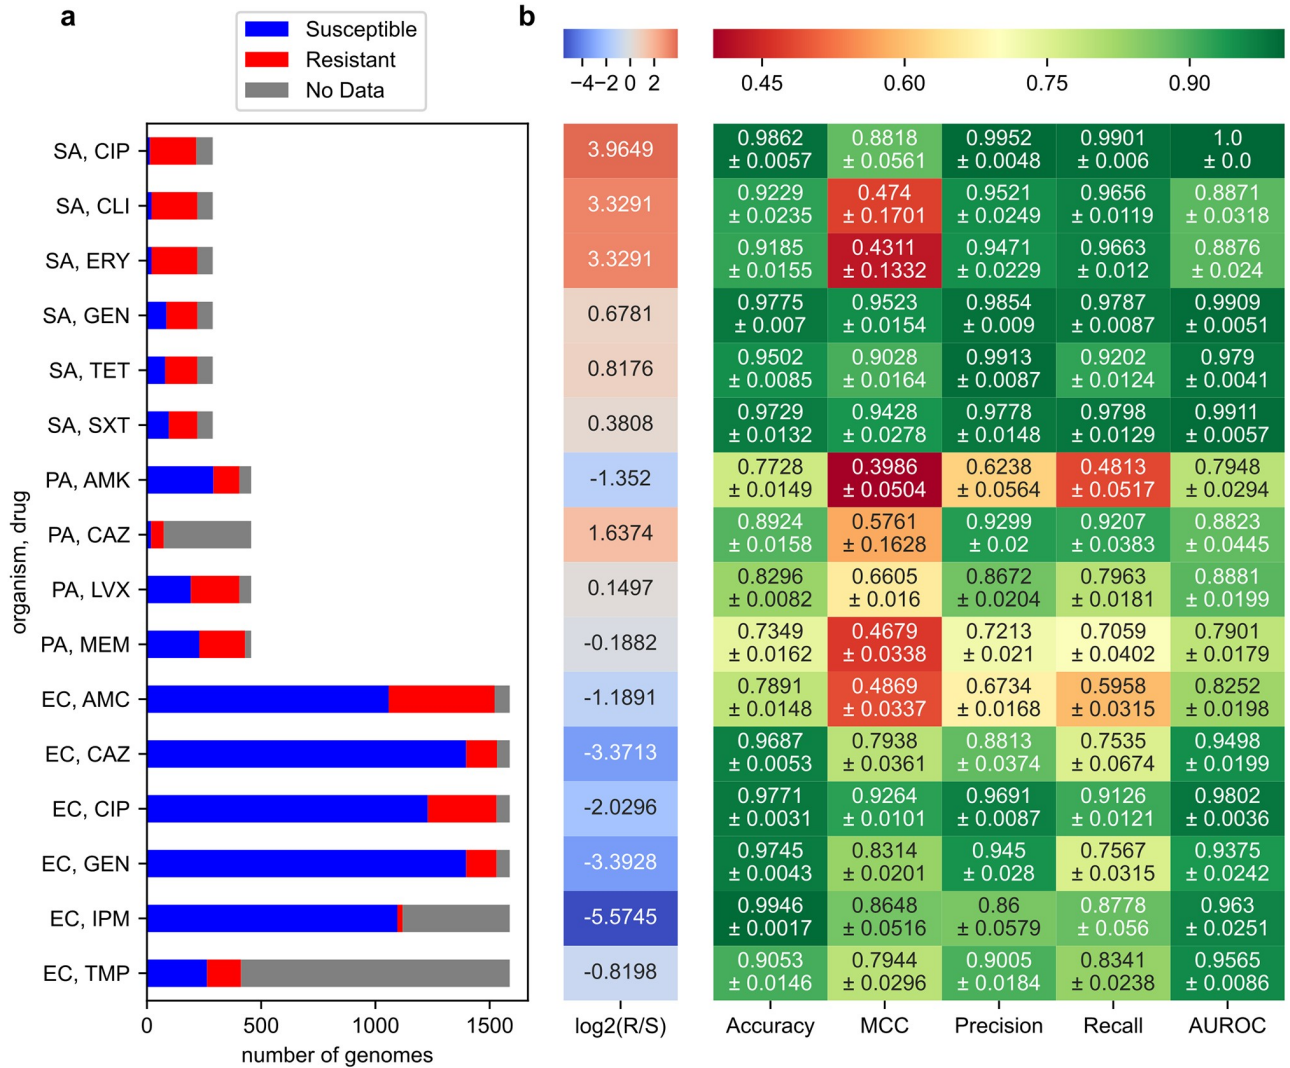 a
Susceptible
Resistant
No Data
organism, drug
SA, CIP
SA, CLI
SA, ERY
SA, GEN
SA, TET
SA, SXT
PA, AMK
PA, CAZ
PA, LVX
PA, MEM
EC, AMC
EC, CAZ
EC, CIP
EC, GEN
EC, IPM
EC, TMP
0 500 1000 1500
number of genomes
b
−4 −2 0 2
0.45 0.60 0.75 0.90
3.9649
3.3291
3.3291
0.6781
0.8176
0.3808
-1.352
1.6374
0.1497
-0.1882
-1.1891
-3.3713
-2.0296
-3.3928
-5.5745
-0.8198
log2(R/S)
0.9862 0.8818 0.9952 0.9901 1.0
± 0.0057 ± 0.0561 ± 0.0048 ± 0.006 ± 0.0
0.9229 0.474 0.9521 0.9656 0.8871
± 0.0235 ± 0.1701 ± 0.0249 ± 0.0119 ± 0.0318
0.9185 0.4311 0.9471 0.9663 0.8876
± 0.0155 ± 0.1332 ± 0.0229 ± 0.012 ± 0.024
0.9775 0.9523 0.9854 0.9787 0.9909
± 0.007 ± 0.0154 ± 0.009 ± 0.0087 ± 0.0051
0.9502 0.9028 0.9913 0.9202 0.979
± 0.0085 ± 0.0164 ± 0.0087 ± 0.0124 ± 0.0041
0.9729 0.9428 0.9778 0.9798 0.9911
± 0.0132 ± 0.0278 ± 0.0148 ± 0.0129 ± 0.0057
0.7728 0.3986 0.6238 0.4813 0.7948
± 0.0149 ± 0.0504 ± 0.0564 ± 0.0517 ± 0.0294
0.8924 0.5761 0.9299 0.9207 0.8823
± 0.0158 ± 0.1628 ± 0.02 ± 0.0383 ± 0.0445
0.8296 0.6605 0.8672 0.7963 0.8881
± 0.0082 ± 0.016 ± 0.0204 ± 0.0181 ± 0.0199
0.7349 0.4679 0.7213 0.7059 0.7901
± 0.0162 ± 0.0338 ± 0.021 ± 0.0402 ± 0.0179
0.7891 0.4869 0.6734 0.5958 0.8252
± 0.0148 ± 0.0337 ± 0.0168 ± 0.0315 ± 0.0198
0.9687 0.7938 0.8813 0.7535 0.9498
± 0.0053 ± 0.0361 ± 0.0374 ± 0.0674 ± 0.0199
0.9771 0.9264 0.9691 0.9126 0.9802
± 0.0031 ± 0.0101 ± 0.0087 ± 0.0121 ± 0.0036
0.9745 0.8314 0.945 0.7567 0.9375
± 0.0043 ± 0.0201 ± 0.028 ± 0.0315 ± 0.0242
0.9946 0.8648 0.86 0.8778 0.963
± 0.0017 ± 0.0516 ± 0.0579 ± 0.056 ± 0.0251
0.9053 0.7944 0.9005 0.8341 0.9565
± 0.0146 ± 0.0296 ± 0.0184 ± 0.0238 ± 0.0086
Accuracy MCC Precision Recall AUROC